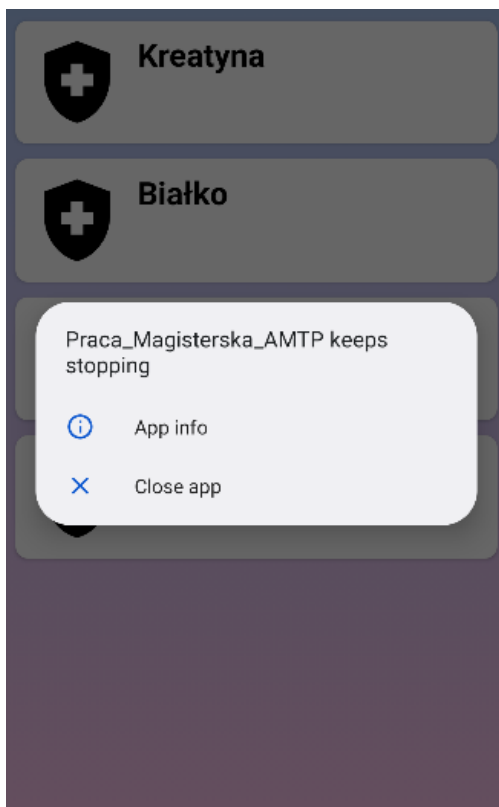 Kreatyna
Białko
Praca_Magisterska_AMTP keeps
stopping
App info
Close app